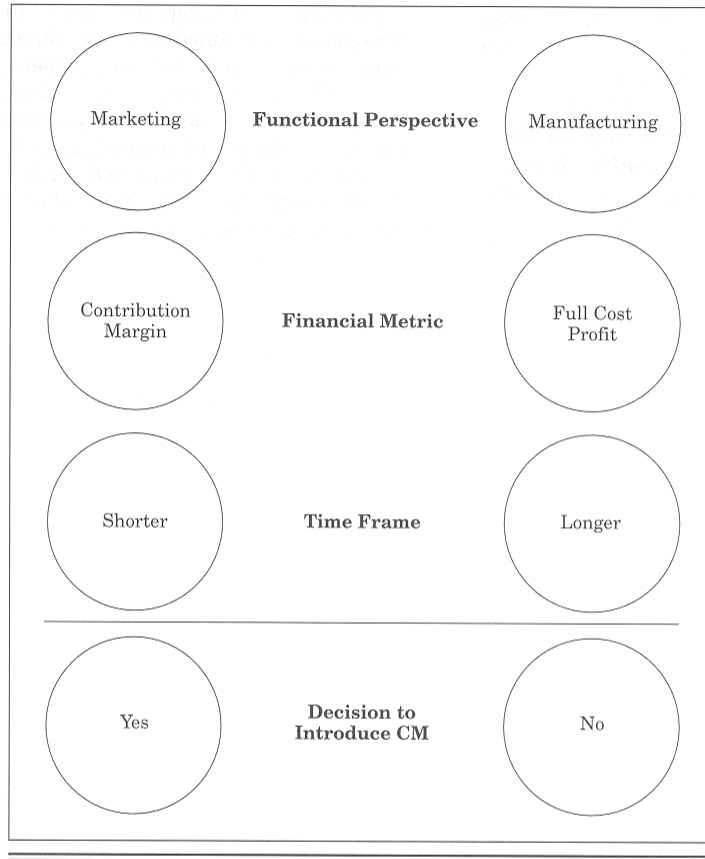 Marketing
Functional Perspective
Manufacturing
Contribution
Margin
Financial Metric
Full Cost
Profit
Shorter
Time Frame
Longer
Yes
Decision to
Introduce CM
No